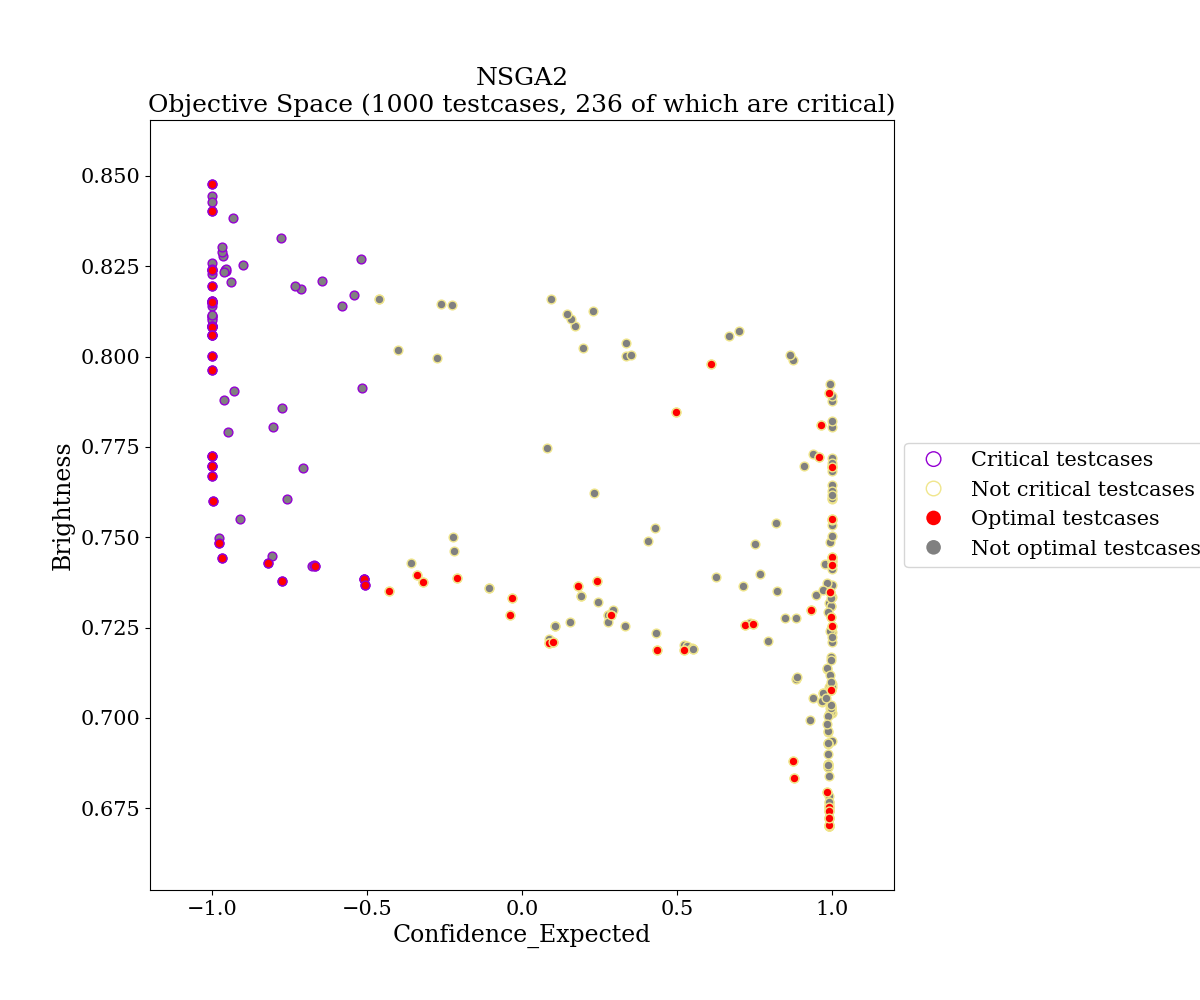 NSGA2
Objective Space (1000 testcases, 236 of which are critical)
0.850
0.825
0.800
0.775
0.750
0.725
0.700
0.675
Brightness
−1.0
−0.5
0.0
0.5
1.0
Confidence_Expected
Critical testcases
Not critical testcases
Optimal testcases
Not optimal testcases